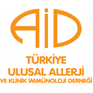 AiD
TÜRKİYE
ULUSAL ALLERJİ
VE KLİNİK İMMÜNOLOJİ DERNEĞİ